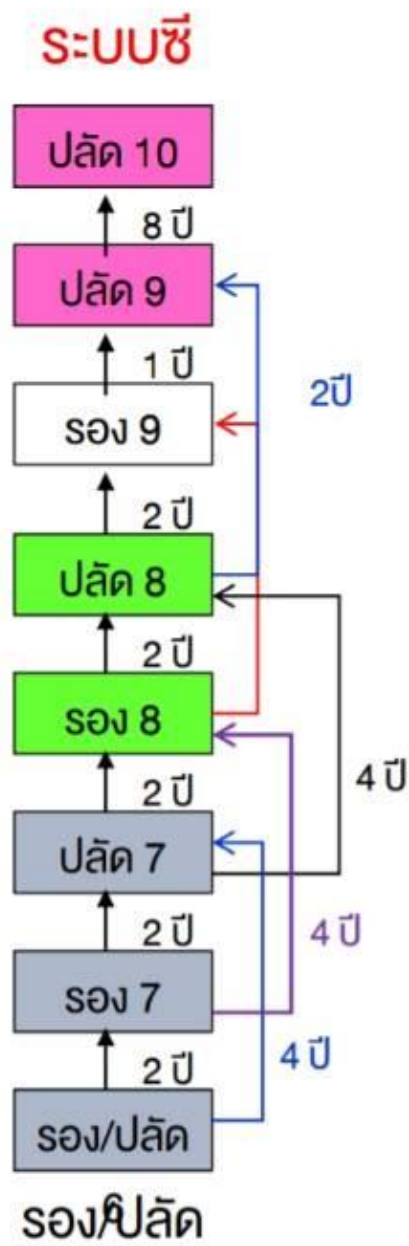 ระบบซี
ปลัด 10
8 ปี
ปลัด 9
1 ปี
2ปี
รอง 9
2 ปี
ปลัด 8
2 ปี
รอง 8
4 ปี
2 ปี
ปลัด 7
2 ปี
4 ปี
รอง 7
4 ปี
2 ปี
รอง/ปลัด
6
รอง/ปลัด